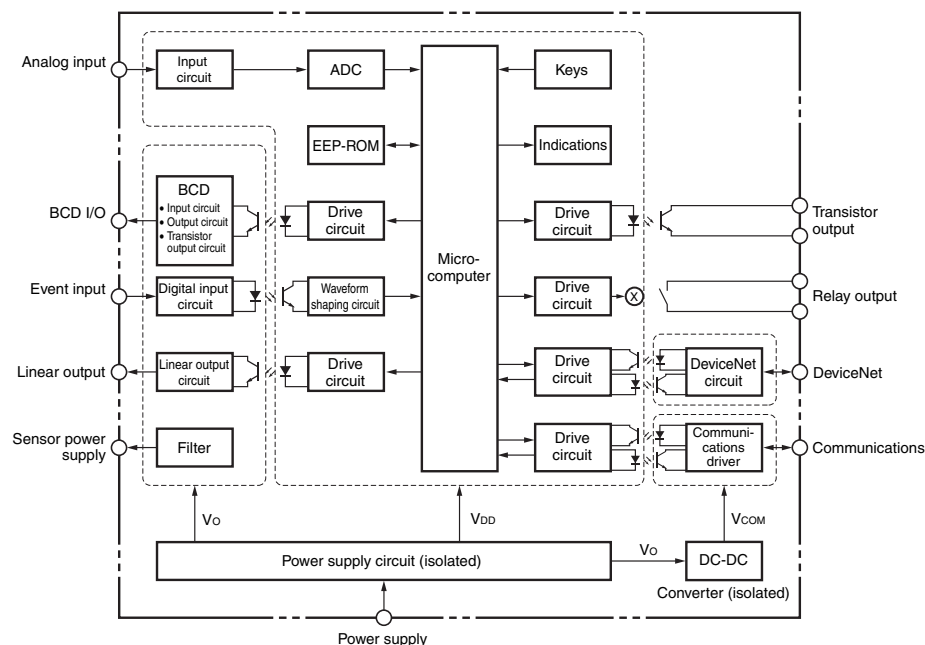 Analog input
Input
circuit
ADC
Keys
EEP-ROM
Indications
BCD I/O
BCD
• Input circuit
• Output circuit
• Transistor
output circuit
Drive
circuit
Micro-
computer
Drive
circuit
Transistor
output
Event input
Digital input
circuit
Waveform
shaping circuit
Drive
circuit
X
Relay output
Linear output
Linear output
circuit
Drive
circuit
Drive
circuit
DeviceNet
circuit
DeviceNet
Sensor power
supply
Filter
Drive
circuit
Communi-
cations
driver
Communications
VO
VDD
VCOM
Power supply circuit (isolated)
VO
DC-DC
Converter (isolated)
Power supply